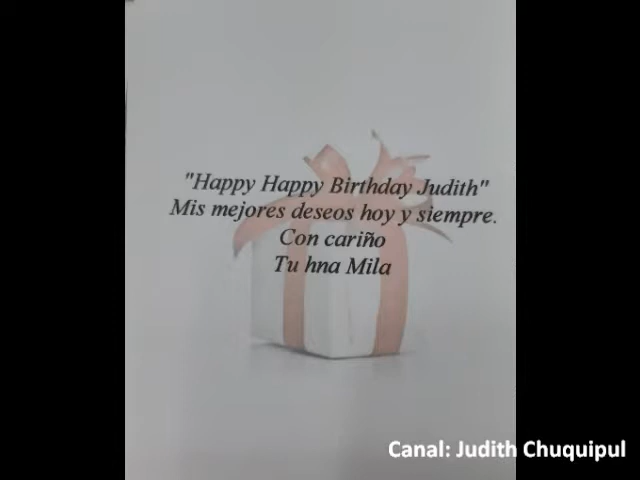 "Happy Happy Birthday Judith"
Mis mejores deseos hoy y siempre.
Con cariño
Tu hna Mila
Canal: Judith Chuquipul